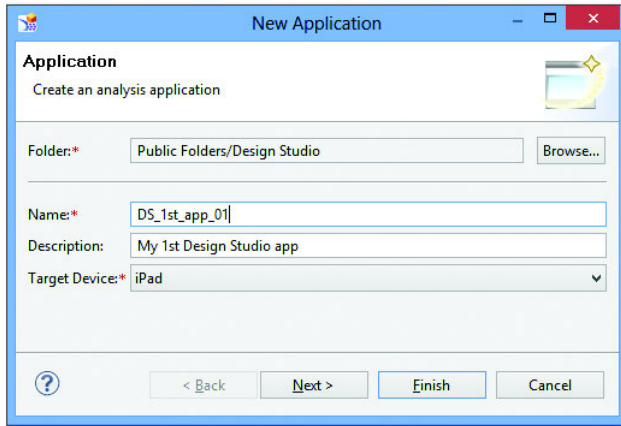 New Application
Application
Create an analysis application
Folder:* Public Folders/Design Studio Browse...
Name:* DS_1st_app_01
Description: My 1st Design Studio app
Target Device:* iPad
? < Back Next > Finish Cancel